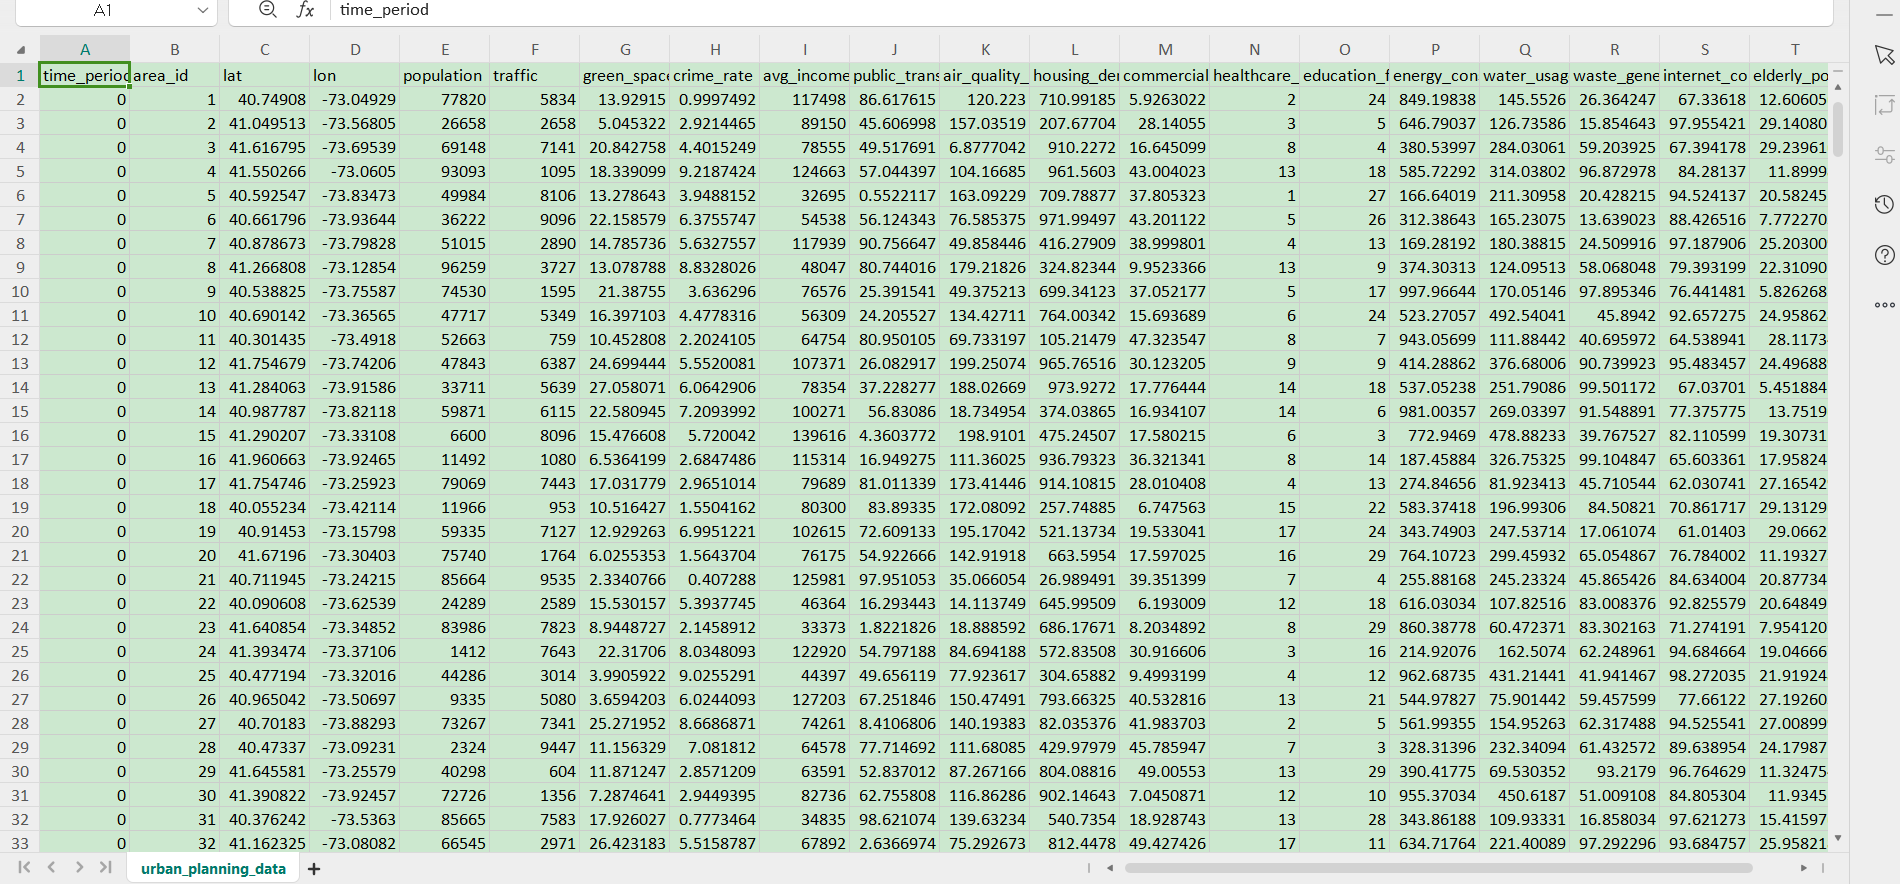 A1 fx time_period
A B C D E F G H I J K L M N O P Q R S T
1 time_period area_id lat lon population traffic green_space crime_rate avg_income public_trans air_quality_ housing_der commercial healthcare_ education_f energy_con water_usag waste_gene internet_co elderly_po
2 0 1 40.74908 -73.04929 77820 5834 13.92915 0.9997492 117498 86.617615 120.223 710.99185 5.9263022 2 24 849.19838 145.5526 26.364247 67.33618 12.60605
3 0 2 41.049513 -73.56805 26658 2658 5.045322 2.9214465 89150 45.606998 157.03519 207.67704 28.14055 3 5 646.79037 126.73586 15.854643 97.955421 29.14080
4 0 3 41.616795 -73.69539 69148 7141 20.842758 4.4015249 78555 49.517691 6.8777042 910.2272 16.645099 8 4 380.53997 284.03061 59.203925 67.394178 29.23961
5 0 4 41.550266 -73.0605 93093 1095 18.339099 9.2187424 124663 57.044397 104.16685 961.5603 43.004023 13 18 585.72292 314.03802 96.872978 84.28137 11.8999
6 0 5 40.592547 -73.83473 49984 8106 13.278643 3.9488152 32695 0.5522117 163.09229 709.78877 37.805323 1 27 166.64019 211.30958 20.428215 94.524137 20.58245
7 0 6 40.661796 -73.93644 36222 9096 22.158579 6.3755747 54538 56.124343 76.585375 971.99497 43.201122 5 26 312.38643 165.23075 13.639023 88.426516 7.772270
8 0 7 40.878673 -73.79828 51015 2890 14.785736 5.6327557 117939 90.756647 49.858446 416.27909 38.999801 4 13 169.28192 180.38815 24.509916 97.187906 25.20300
9 0 8 41.266808 -73.12854 96259 3727 13.078788 8.8328026 48047 80.744016 179.21826 324.82344 9.9523366 13 9 374.30313 124.09513 58.068048 79.393199 22.31090
10 0 9 40.538825 -73.75587 74530 1595 21.38755 3.636296 76576 25.391541 49.375213 699.34123 37.052177 5 17 997.96644 170.05146 97.895346 76.441481 5.826268
11 0 10 40.690142 -73.36565 47717 5349 16.397103 4.4778316 56309 24.205527 134.42711 764.00342 15.693689 6 24 523.27057 492.54041 45.8942 92.657275 24.95862
12 0 11 40.301435 -73.4918 52663 759 10.452808 2.2024105 64754 80.950105 69.733197 105.21479 47.323547 8 7 943.05699 111.88442 40.695972 64.538941 28.1173
13 0 12 41.754679 -73.74206 47843 6387 24.699444 5.5520081 107371 26.082917 199.25074 965.76516 30.123205 9 9 414.28862 376.68006 90.739923 95.483457 24.49688
14 0 13 41.284063 -73.91586 33711 5639 27.058071 6.0642906 78354 37.228277 188.02669 973.9272 17.776444 14 18 537.05238 251.79086 99.501172 67.03701 5.451884
15 0 14 40.987787 -73.82118 59871 6115 22.580945 7.2093992 100271 56.83086 18.734954 374.03865 16.934107 14 6 981.00357 269.03397 91.548891 77.375775 13.7519
16 0 15 41.290207 -73.33108 6600 8096 15.476608 5.720042 139616 4.3603772 198.9101 475.24507 17.580215 6 3 772.9469 478.88233 39.767527 82.110599 19.30731
17 0 16 41.960663 -73.92465 11492 1080 6.5364199 2.6847486 115314 16.949275 111.36025 936.79323 36.321341 8 14 187.45884 326.75325 99.104847 65.603361 17.95824
18 0 17 41.754746 -73.25923 79069 7443 17.031779 2.9651014 79689 81.011339 173.41446 914.10815 28.010408 4 13 274.84656 81.923413 45.710544 62.030741 27.16542
19 0 18 40.055234 -73.42114 11966 953 10.516427 1.5504162 80300 83.89335 172.08092 257.74885 6.747563 15 22 583.37418 196.99306 84.50821 70.861717 29.13129
20 0 19 40.91453 -73.15798 59335 7127 12.929263 6.9951221 102615 72.609133 195.17042 521.13734 19.533041 17 24 343.74903 247.53714 17.061074 61.01403 29.0662
21 0 20 41.67196 -73.30403 75740 1764 6.0255353 1.5643704 76175 54.922666 142.91918 663.5954 17.597025 16 29 764.10723 299.45932 65.054867 76.784002 11.19327
22 0 21 40.711945 -73.24215 85664 9535 2.3340766 0.407288 125981 97.951053 35.066054 26.989491 39.351399 7 4 255.88168 245.23324 45.865426 84.634004 20.87734
23 0 22 40.090608 -73.62539 24289 2589 15.530157 5.3937745 46364 16.293443 14.113749 645.99509 6.193009 12 18 616.03034 107.82516 83.008376 92.825579 20.64849
24 0 23 41.640854 -73.34852 83986 7823 8.9448727 2.1458912 33373 1.8221826 18.888592 686.17671 8.2034892 8 29 860.38778 60.472371 83.302163 71.274191 7.954120
25 0 24 41.393474 -73.37106 1412 7643 22.31706 8.0348093 122920 54.797188 84.694188 572.83508 30.916606 3 16 214.92076 162.5074 62.248961 94.684664 19.04666
26 0 25 40.477194 -73.32016 44286 3014 3.9905922 9.0255291 44397 49.656119 77.923617 304.65882 9.4993199 4 12 962.68735 431.21441 41.941467 98.272035 21.91924
27 0 26 40.965042 -73.50697 9335 5080 3.6594203 6.0244093 127203 67.251846 150.47491 793.66325 40.532816 13 21 544.97827 75.901442 59.457599 77.66122 27.19260
28 0 27 40.70183 -73.88293 73267 7341 25.271952 8.6686871 74261 8.4106806 140.19383 82.035376 41.983703 2 5 561.99355 154.95263 62.317488 94.525541 27.00899
29 0 28 40.47337 -73.09231 2324 9447 11.156329 7.081812 64578 77.714692 111.68085 429.97979 45.785947 7 3 328.31396 232.34094 61.432572 89.638954 24.17987
30 0 29 41.645581 -73.25579 40298 604 11.871247 2.8571209 63591 52.837012 87.267166 804.08816 49.00553 13 29 390.41775 69.530352 93.2179 96.764629 11.32475
31 0 30 41.390822 -73.92457 72726 1356 7.2874641 2.9449395 82736 62.755808 116.86286 902.14643 7.0450871 12 10 955.37034 450.6187 51.009108 84.805304 11.9345
32 0 31 40.376242 -73.5363 85665 7583 17.926027 0.7773464 34835 98.621074 139.63234 540.7354 18.928743 13 28 343.86188 109.93331 16.858034 97.621273 15.41597
33 0 32 41.162325 -73.08082 66545 2971 26.423183 5.5158787 67892 2.6366974 75.292673 812.4478 49.427426 17 11 634.71764 221.40089 97.292296 93.684757 25.95821
urban_planning_data +